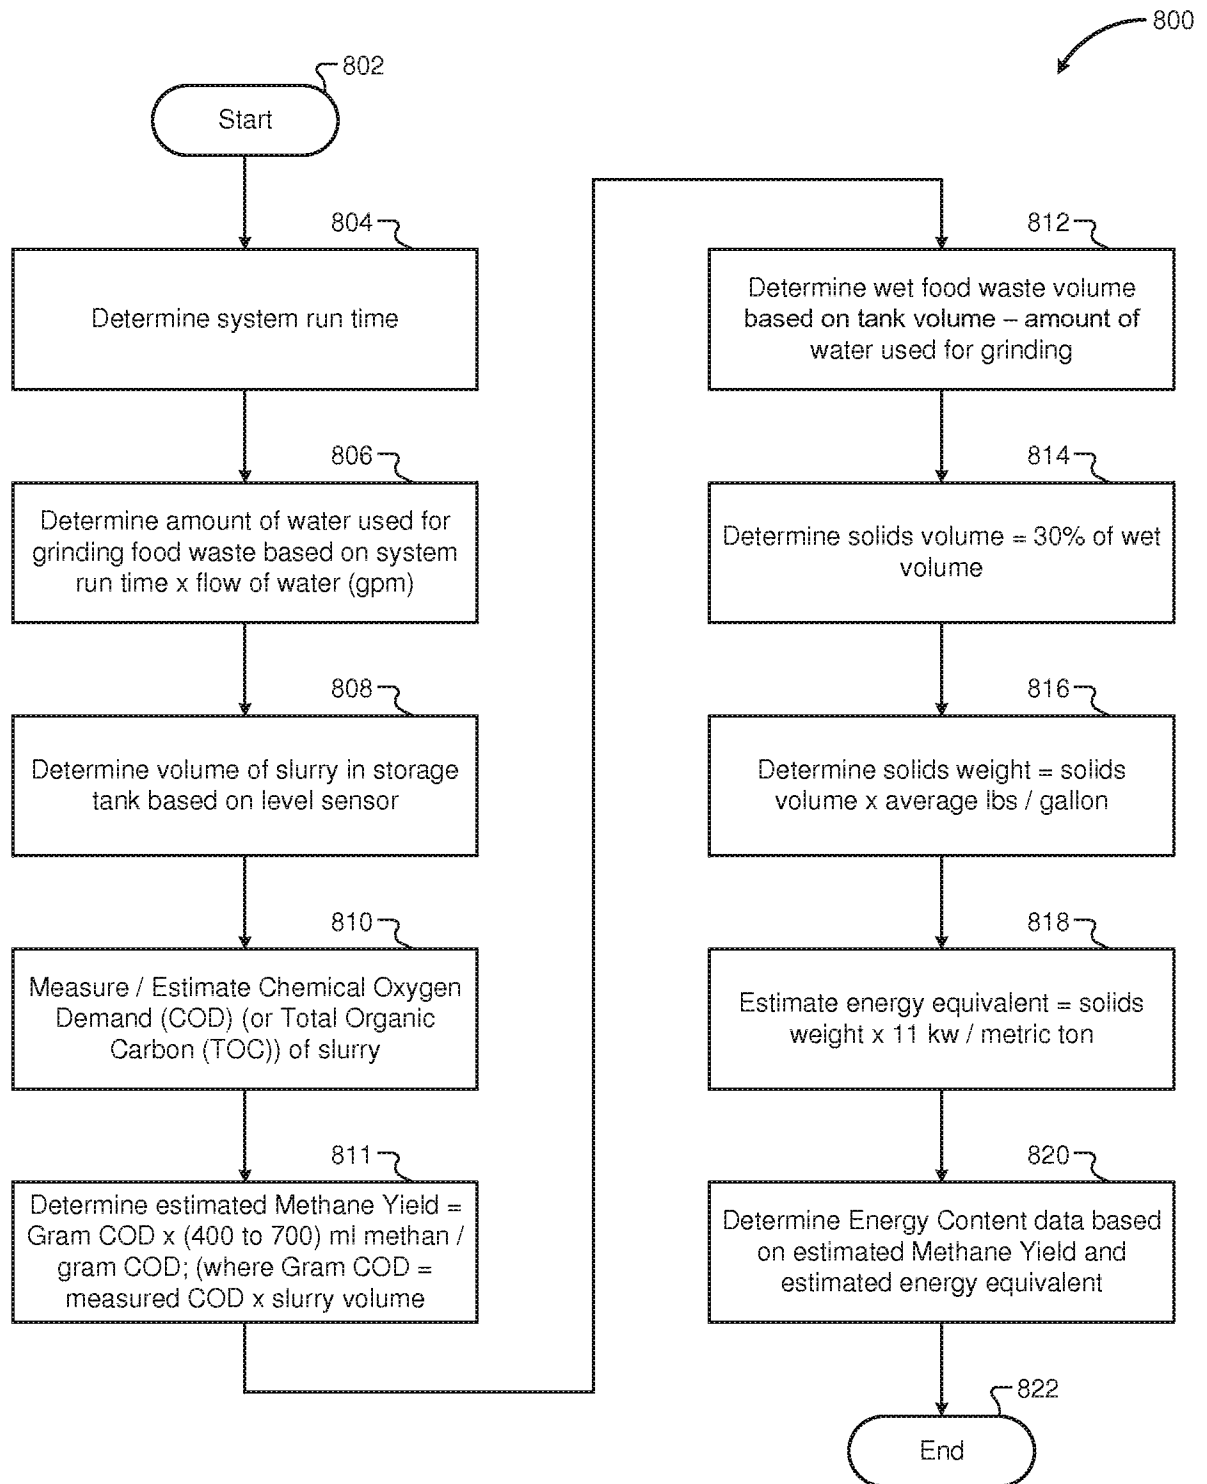 800
802
Start
804
Determine system run time
806
Determine amount of water used for
grinding food waste based on system
run time x flow of water (gpm)
808
Determine volume of slurry in storage
tank based on level sensor
810
Measure / Estimate Chemical Oxygen
Demand (COD) (or Total Organic
Carbon (TOC)) of slurry
811
Determine estimated Methane Yield =
Gram COD x (400 to 700) ml methan /
gram COD; (where Gram COD =
measured COD x slurry volume
812
Determine wet food waste volume
based on tank volume – amount of
water used for grinding
814
Determine solids volume = 30% of wet
volume
816
Determine solids weight = solids
volume x average lbs / gallon
818
Estimate energy equivalent = solids
weight x 11 kw / metric ton
820
Determine Energy Content data based
on estimated Methane Yield and
estimated energy equivalent
822
End